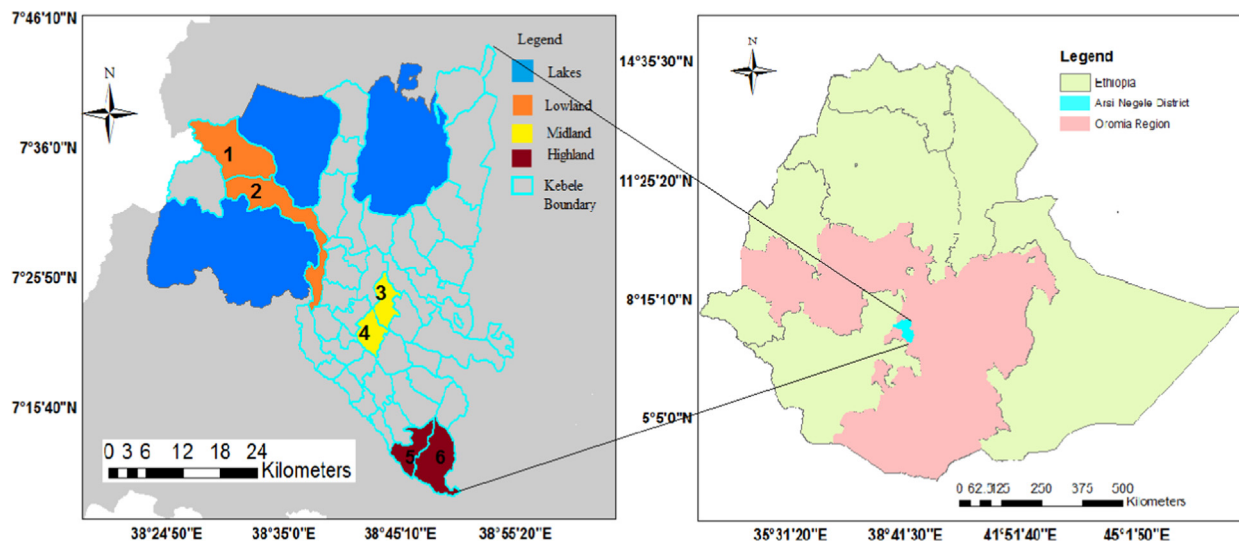 7°46'10"N
7°36'0"N
7°25'50"N
7°15'40"N
N
Legend
Lakes
Lowland
Midland
Highland
Kebele
Boundary
1
2
3
4
5
6
0 3 6 12 18 24
Kilometers
38°24'50"E 38°35'0"E 38°45'10"E 38°55'20"E
14°35'30"N
11°25'20"N
8°15'10"N
5°5'0"N
N
Legend
Ethiopia
Arsi Negele District
Oromia Region
0 62.5125 250 375 500
Kilometers
35°31'20"E 38°41'30"E 41°51'40"E 45°1'50"E